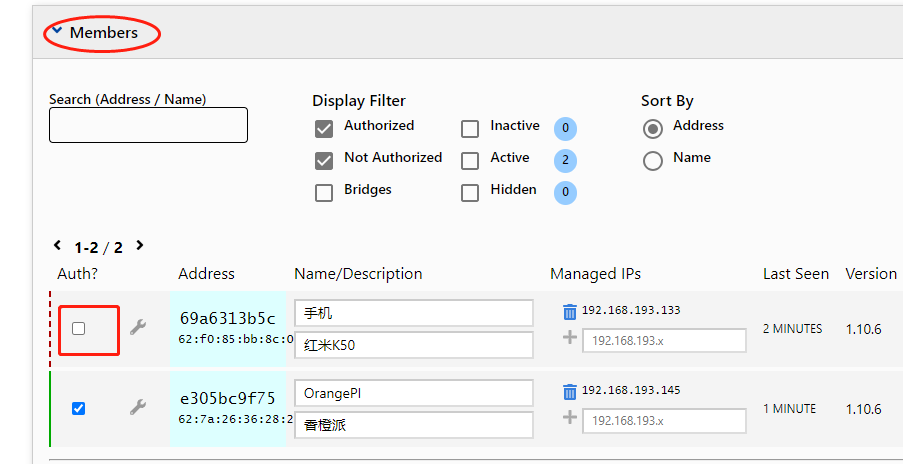 Members
Search (Address / Name)
Display Filter
Sort By
Authorized
Inactive
0
Address
Not Authorized
Active
2
Name
Bridges
Hidden
0
1-2 / 2
Auth?
Address
Name/Description
Managed IPs
Last Seen
Version
69a6313b5c
62:f0:85:bb:8c:0
手机
红米K50
192.168.193.133
192.168.193.x
2 MINUTES
1.10.6
e305bc9f75
62:7a:26:36:28:2
OrangePI
香橙派
192.168.193.145
192.168.193.x
1 MINUTE
1.10.6